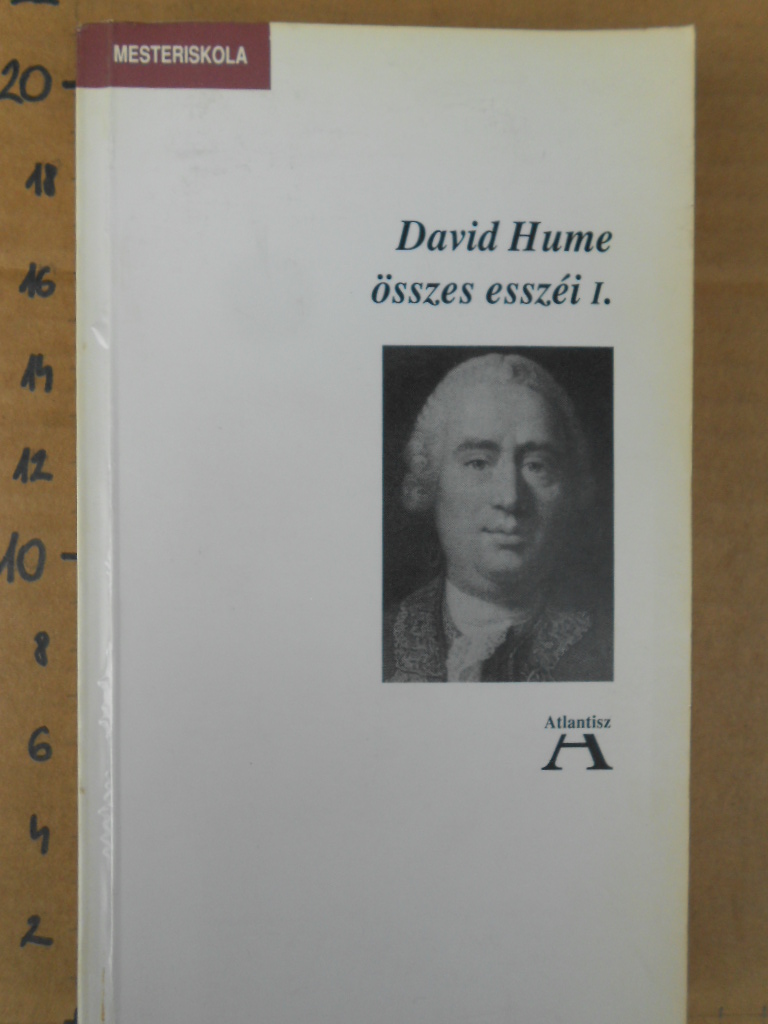 MESTERISKOLA
David Hume
összes esszéi I.
Atlantisz
A
20
18
16
14
12
10
8
6
4
2